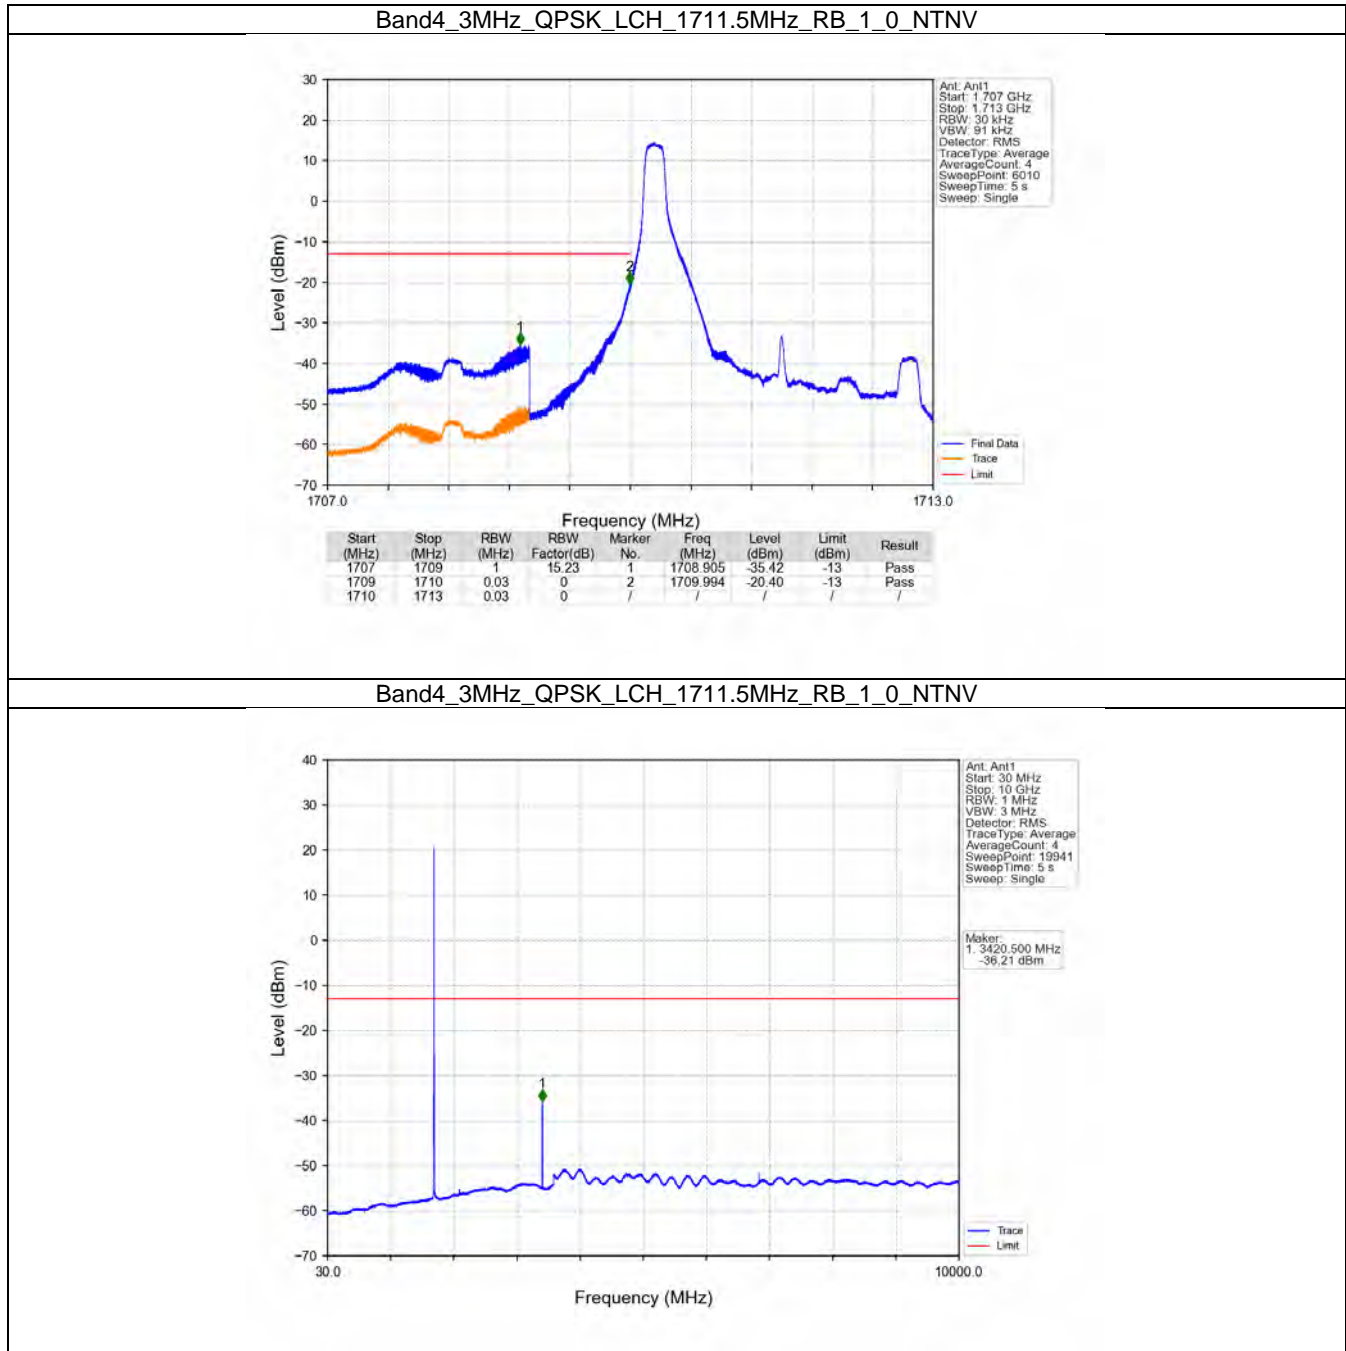 Band4_3MHz_QPSK_LCH_1711.5MHz_RB_1_0_NTNV
30
20
10
0
−10
−20
−30
−40
−50
−60
−70
Level (dBm)
1
2
1707.0
1713.0
Frequency (MHz)
Ant: Ant1
Start: 1.707 GHz
Stop: 1.713 GHz
RBW: 30 kHz
VBW: 91 kHz
Detector: RMS
TraceType: Average
AverageCount: 4
SweepPoint: 6010
SweepTime: 5 s
Sweep: Single
Final Data
Trace
Limit
Start (MHz) Stop (MHz) RBW (MHz) RBW Factor(dB) Marker No. Freq (MHz) Level (dBm) Limit (dBm) Result
1707 1709 1 15.23 1 1708.905 -35.42 -13 Pass
1709 1710 0.03 0 2 1709.994 -20.40 -13 Pass
1710 1713 0.03 0 / / / / /
Band4_3MHz_QPSK_LCH_1711.5MHz_RB_1_0_NTNV
40
30
20
10
0
−10
−20
−30
−40
−50
−60
−70
Level (dBm)
1
30.0
10000.0
Frequency (MHz)
Ant: Ant1
Start: 30 MHz
Stop: 10 GHz
RBW: 1 MHz
VBW: 3 MHz
Detector: RMS
TraceType: Average
AverageCount: 4
SweepPoint: 19941
SweepTime: 5 s
Sweep: Single
Maker:
1. 3420.500 MHz
-36.21 dBm
Trace
Limit